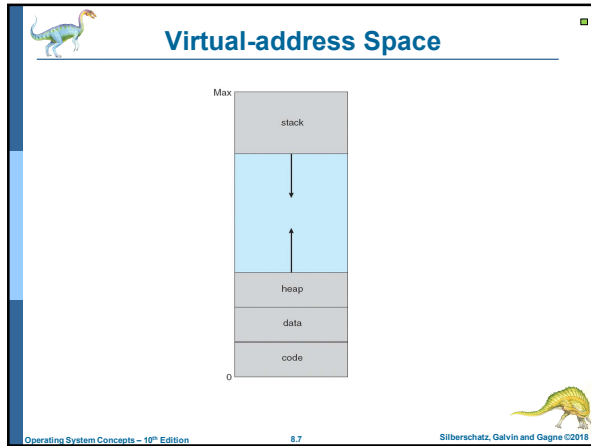 Virtual-address Space
Max
stack
heap
data
code
0
Operating System Concepts – 10th Edition
8.7
Silberschatz, Galvin and Gagne ©2018